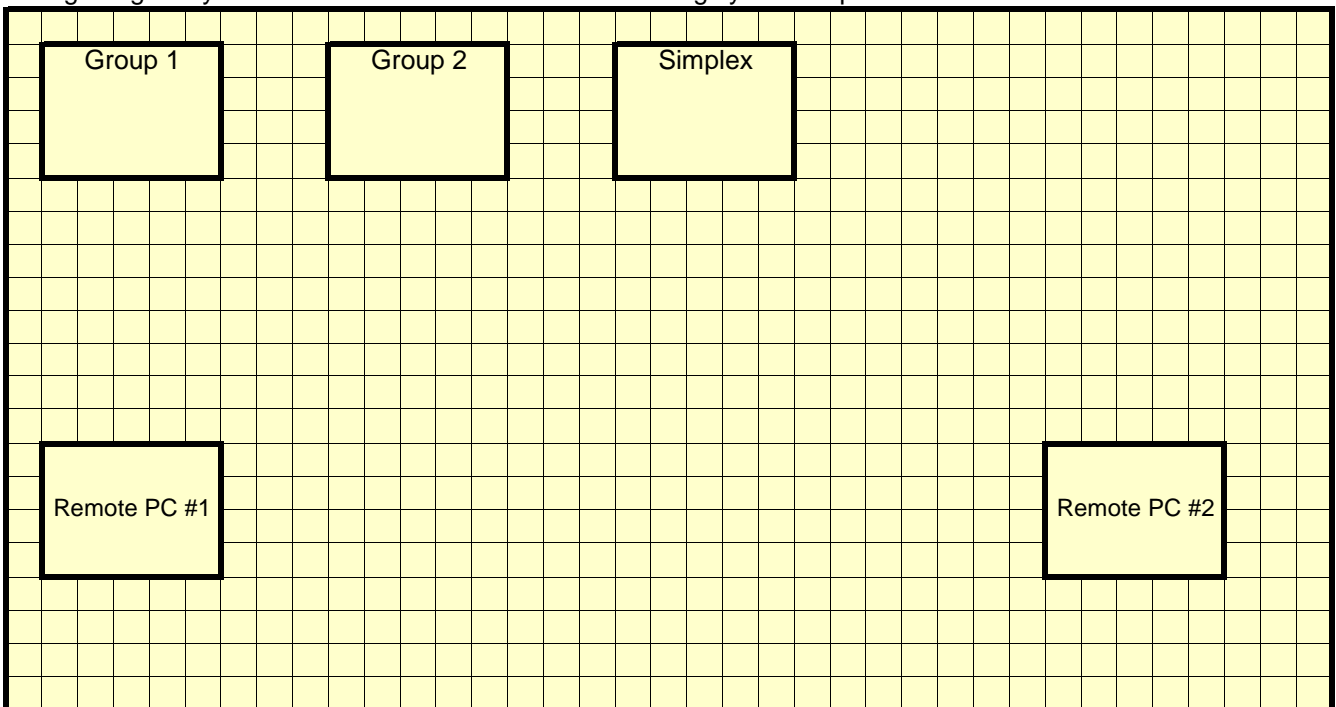 Group 1
Group 2
Simplex
Remote PC #1
Remote PC #2